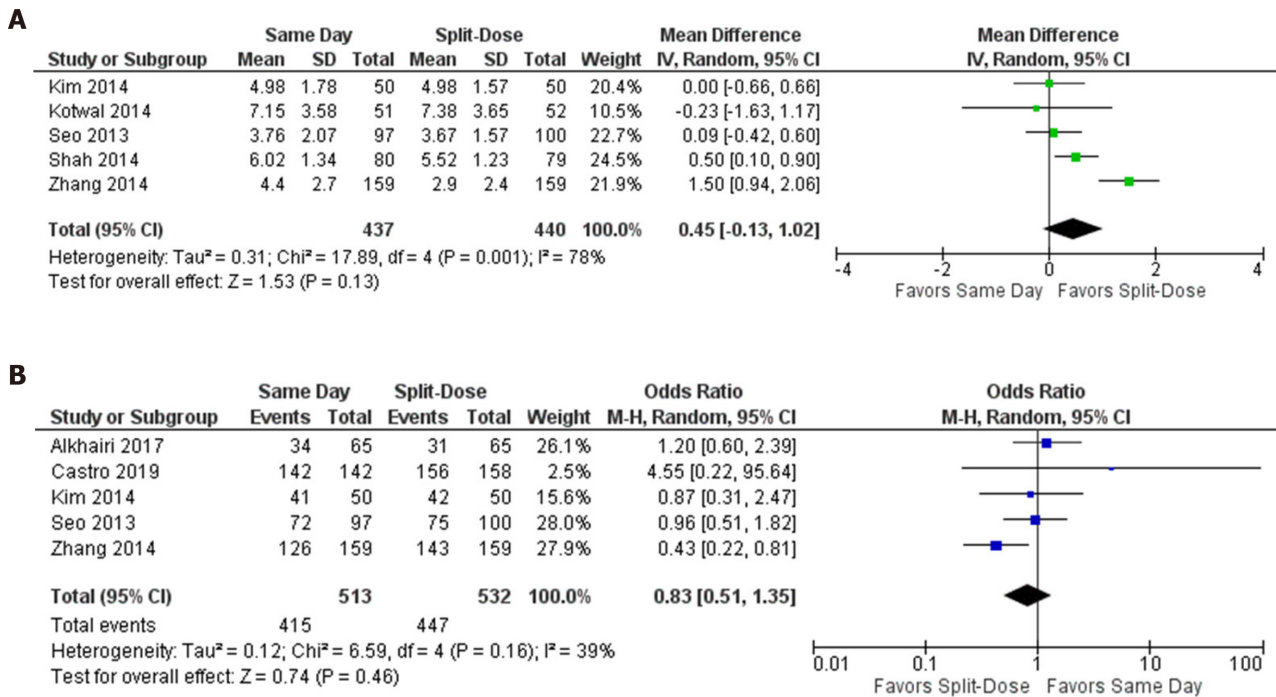 A
Same Day Split-Dose Mean Difference Mean Difference
Study or Subgroup Mean SD Total Mean SD Total Weight IV, Random, 95% CI IV, Random, 95% CI
Kim 2014 4.98 1.78 50 4.98 1.57 50 20.4% 0.00 [-0.66, 0.66]
Kotwal 2014 7.15 3.58 51 7.38 3.65 52 10.5% -0.23 [-1.63, 1.17]
Seo 2013 3.76 2.07 97 3.67 1.57 100 22.7% 0.09 [-0.42, 0.60]
Shah 2014 6.02 1.34 80 5.52 1.23 79 24.5% 0.50 [0.10, 0.90]
Zhang 2014 4.4 2.7 159 2.9 2.4 159 21.9% 1.50 [0.94, 2.06]
Total (95% CI) 437 440 100.0% 0.45 [-0.13, 1.02]
Heterogeneity: Tau² = 0.31; Chi² = 17.89, df = 4 (P = 0.001); I² = 78%
Test for overall effect: Z = 1.53 (P = 0.13)
-4 -2 0 2 4
Favors Same Day Favors Split-Dose
B
Same Day Split-Dose Odds Ratio Odds Ratio
Study or Subgroup Events Total Events Total Weight M-H, Random, 95% CI M-H, Random, 95% CI
Alkhairi 2017 34 65 31 65 26.1% 1.20 [0.60, 2.39]
Castro 2019 142 142 156 158 2.5% 4.55 [0.22, 95.64]
Kim 2014 41 50 42 50 15.6% 0.87 [0.31, 2.47]
Seo 2013 72 97 75 100 28.0% 0.96 [0.51, 1.82]
Zhang 2014 126 159 143 159 27.9% 0.43 [0.22, 0.81]
Total (95% CI) 513 532 100.0% 0.83 [0.51, 1.35]
Total events 415 447
Heterogeneity: Tau² = 0.12; Chi² = 6.59, df = 4 (P = 0.16); I² = 39%
Test for overall effect: Z = 0.74 (P = 0.46)
0.01 0.1 1 10 100
Favors Split-Dose Favors Same Day